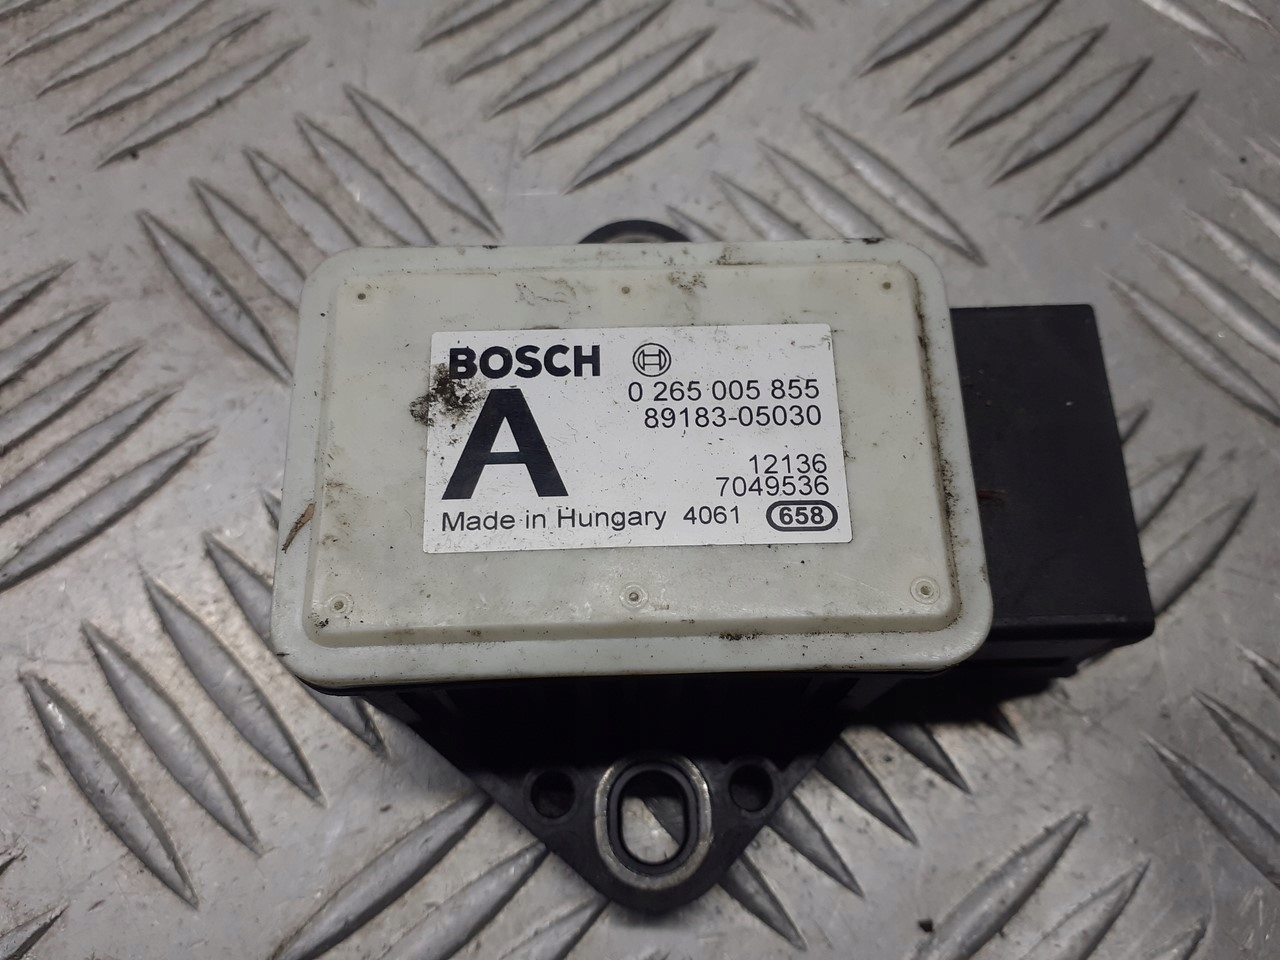 BOSCH
0 265 005 855
89183-05030
A
12136
7049536
Made in Hungary 4061 658